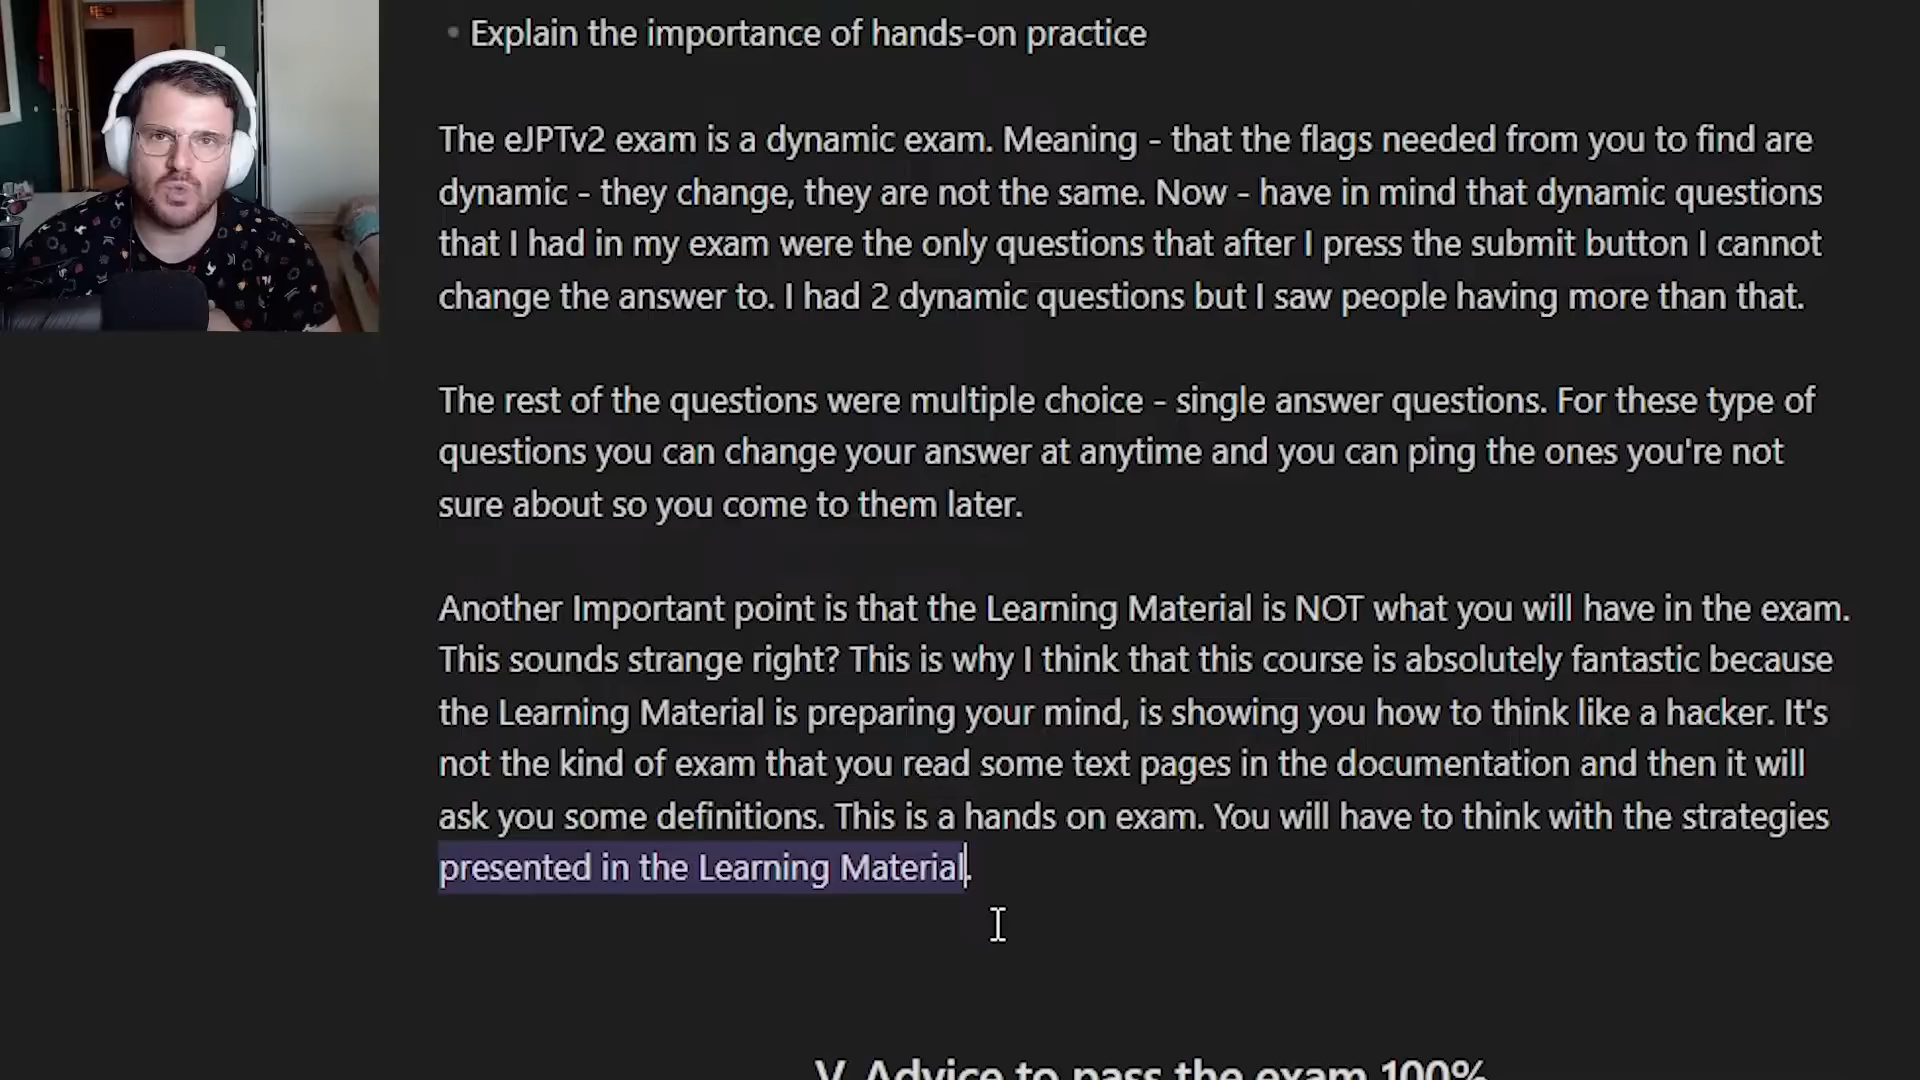 Explain the importance of hands-on practice
The eJPTv2 exam is a dynamic exam. Meaning - that the flags needed from you to find are
dynamic - they change, they are not the same. Now - have in mind that dynamic questions
that I had in my exam were the only questions that after I press the submit button I cannot
change the answer to. I had 2 dynamic questions but I saw people having more than that.
The rest of the questions were multiple choice - single answer questions. For these type of
questions you can change your answer at anytime and you can ping the ones you're not
sure about so you come to them later.
Another Important point is that the Learning Material is NOT what you will have in the exam.
This sounds strange right? This is why I think that this course is absolutely fantastic because
the Learning Material is preparing your mind, is showing you how to think like a hacker. It's
not the kind of exam that you read some text pages in the documentation and then it will
ask you some definitions. This is a hands on exam. You will have to think with the strategies
presented in the Learning Material.
V. Advice to pass the exam 100%